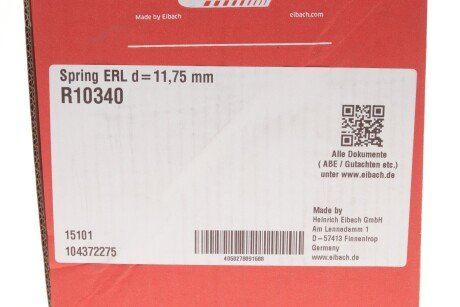 Made by Eibach
eibach.com
Spring ERL d=11,75 mm
R10340
Alle Dokumente
( ABE / Gutachten etc.)
unter www.eibach.de
Made by
Heinrich Eibach GmbH
Am Lennedamm 1
D-57413 Finnentrop
Germany
www.eibach.de
15101
104372275
4050278091608